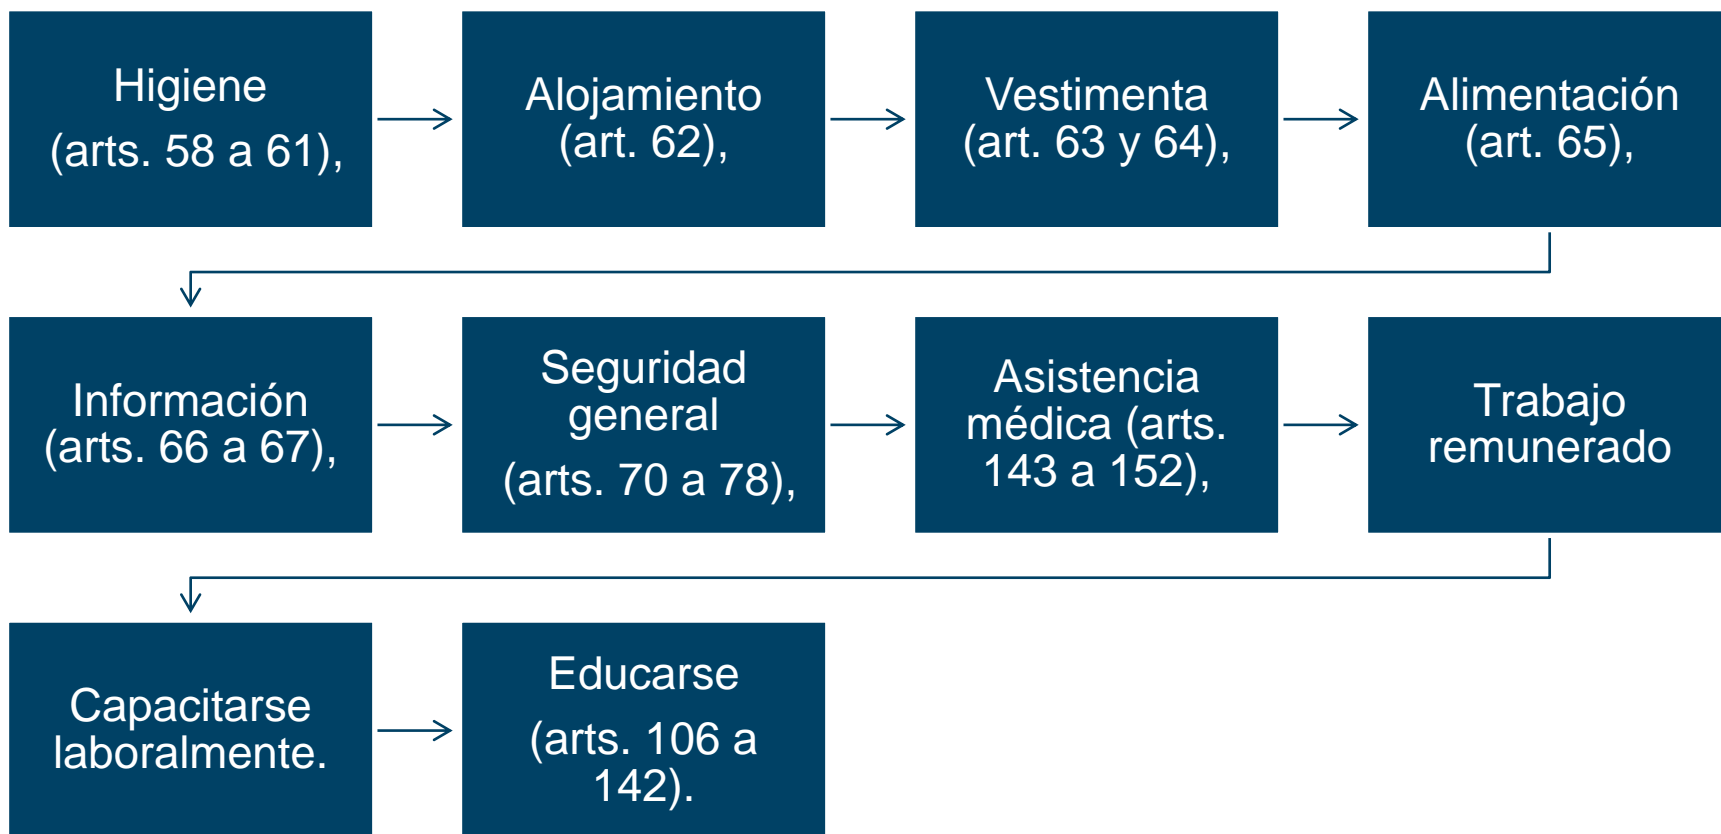 Higiene
(arts. 58 a 61),
Alojamiento
(art. 62),
Vestimenta
(art. 63 y 64),
Alimentación
(art. 65),
Información
(arts. 66 a 67),
Seguridad
general
(arts. 70 a 78),
Asistencia
médica (arts.
143 a 152),
Trabajo
remunerado
Capacitarse
laboralmente.
Educarse
(arts. 106 a
142).